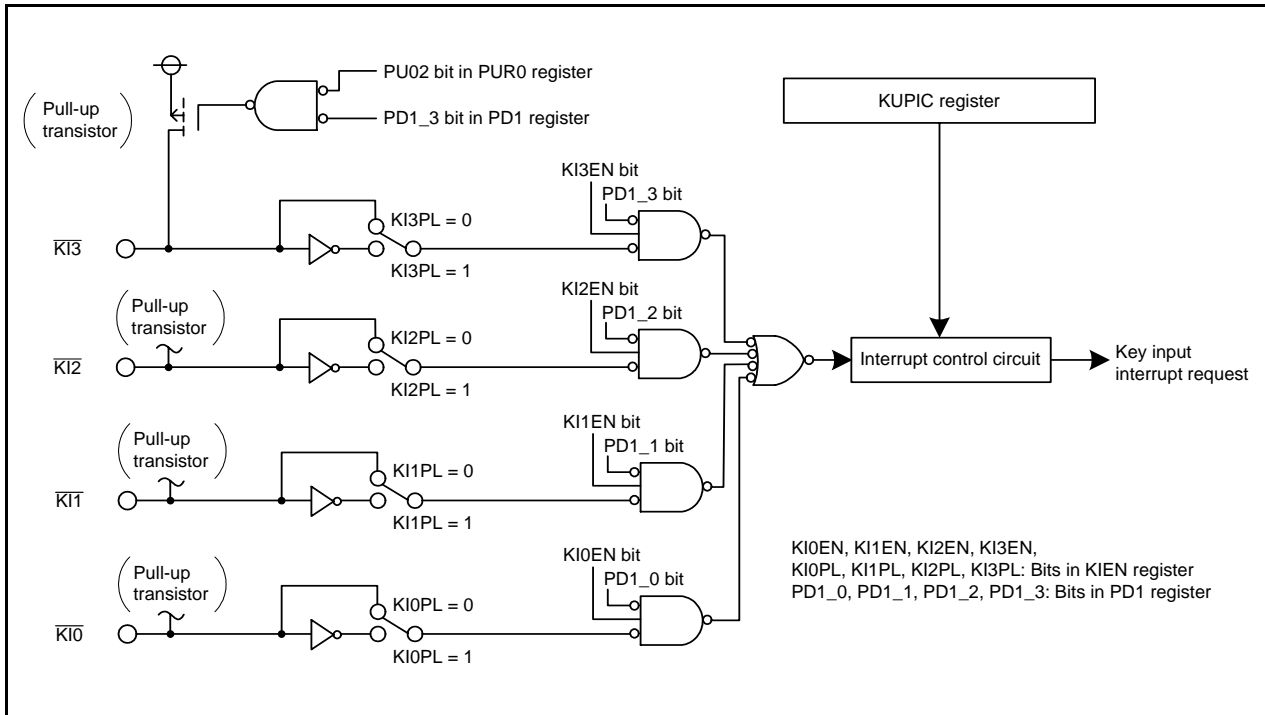 PU02 bit in PUR0 register
PD1_3 bit in PD1 register
KUPIC register
Pull-up
transistor
KI3EN bit
PD1_3 bit
KI3
KI3PL = 0
KI3PL = 1
Pull-up
transistor
KI2EN bit
PD1_2 bit
KI2
KI2PL = 0
KI2PL = 1
Interrupt control circuit
Key input
interrupt request
Pull-up
transistor
KI1EN bit
PD1_1 bit
KI1
KI1PL = 0
KI1PL = 1
Pull-up
transistor
KI0EN bit
PD1_0 bit
KI0
KI0PL = 0
KI0PL = 1
KI0EN, KI1EN, KI2EN, KI3EN,
KI0PL, KI1PL, KI2PL, KI3PL: Bits in KIEN register
PD1_0, PD1_1, PD1_2, PD1_3: Bits in PD1 register